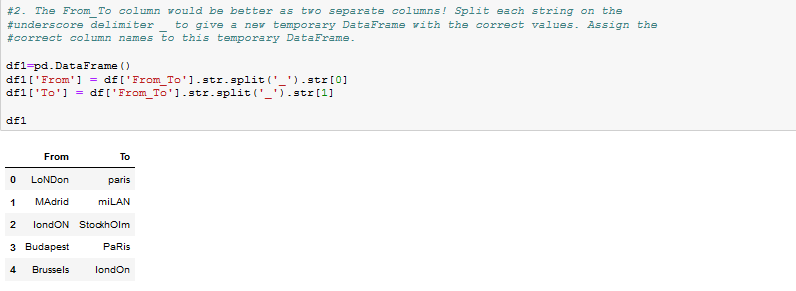 #2. The From_To column would be better as two separate columns! Split each string on the
#underscore delimiter _ to give a new temporary DataFrame with the correct values. Assign the
#correct column names to this temporary DataFrame.
df1=pd.DataFrame()
df1['From'] = df['From_To'].str.split('_').str[0]
df1['To'] = df['From_To'].str.split('_').str[1]
df1
From To
0 LoNDon paris
1 MAdrid miLAN
2 londON StockhOlm
3 Budapest PaRis
4 Brussels londOn